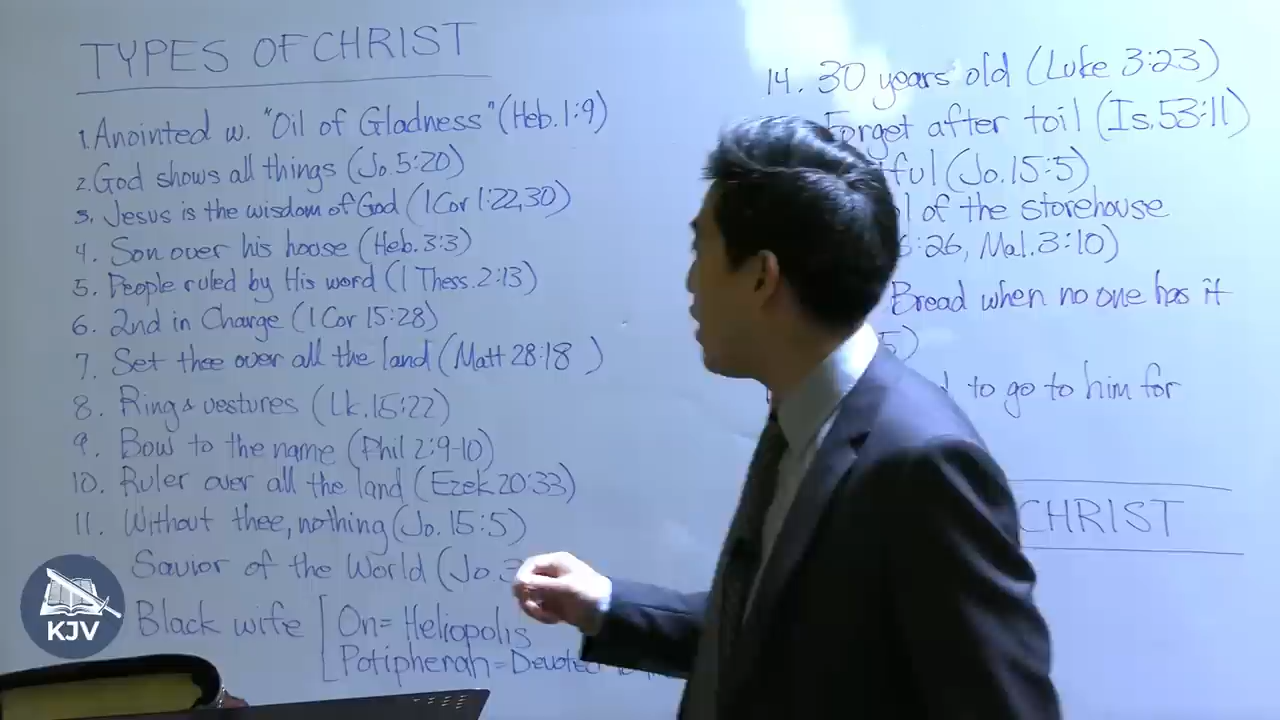 TYPES OF CHRIST
1. Anointed w. "Oil of Gladness" (Heb. 1:9)
2. God shows all things (Jo. 5:20)
3. Jesus is the wisdom of God (1 Cor 1:22,30)
4. Son over his house (Heb. 3:3)
5. People ruled by His word (1 Thess. 2:13)
6. 2nd in Charge (1 Cor 15:28)
7. Set thee over all the land (Matt 28:18 )
8. Ring & vestures (Lk. 15:22)
9. Bow to the name (Phil 2:9-10)
10. Ruler over all the land (Ezek 20:33)
11. Without thee, nothing (Jo. 15:5)
Savior of the World (Jo. 3
Black wife [On = Heliopolis
Potipherah = Devoted
KJV
14. 30 years old (Luke 3:23)
Forget after toil (Is. 53:11)
ful (Jo. 15:5)
l of the storehouse
:26, Mal. 3:10)
Bread when no one has it
5)
to go to him for
CHRIST